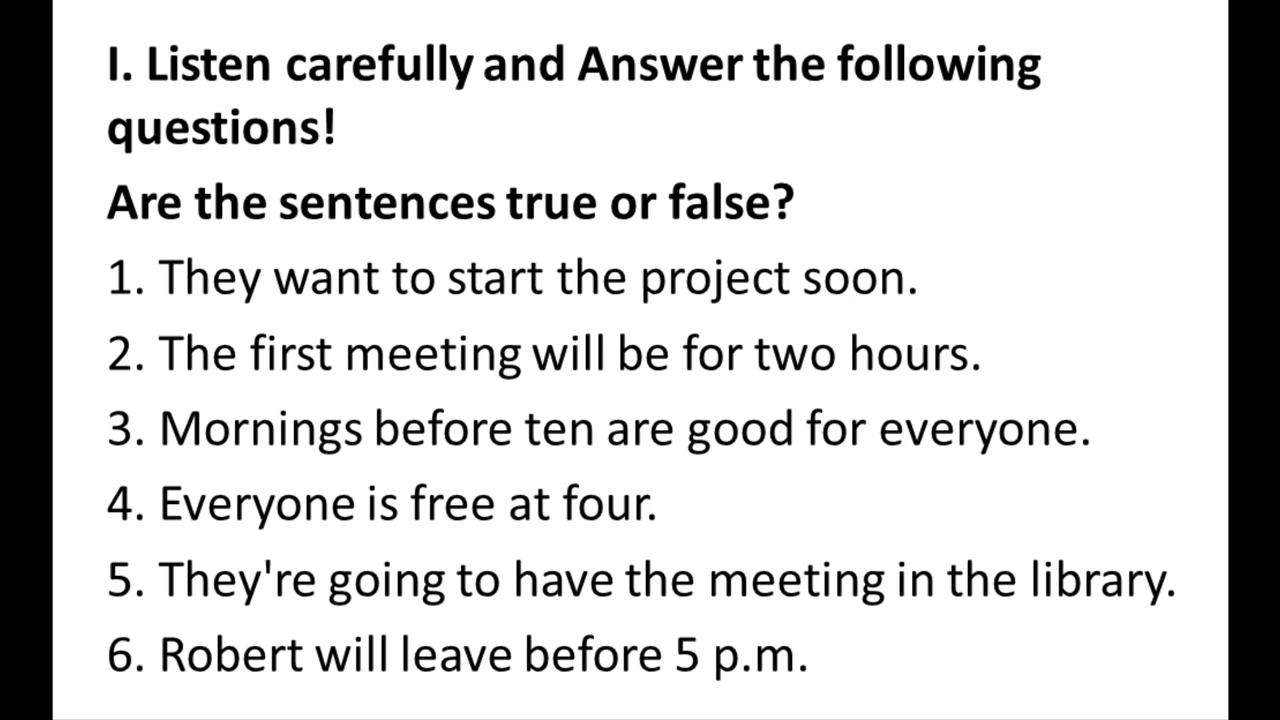 I. Listen carefully and Answer the following
questions!
Are the sentences true or false?
1. They want to start the project soon.
2. The first meeting will be for two hours.
3. Mornings before ten are good for everyone.
4. Everyone is free at four.
5. They're going to have the meeting in the library.
6. Robert will leave before 5 p.m.